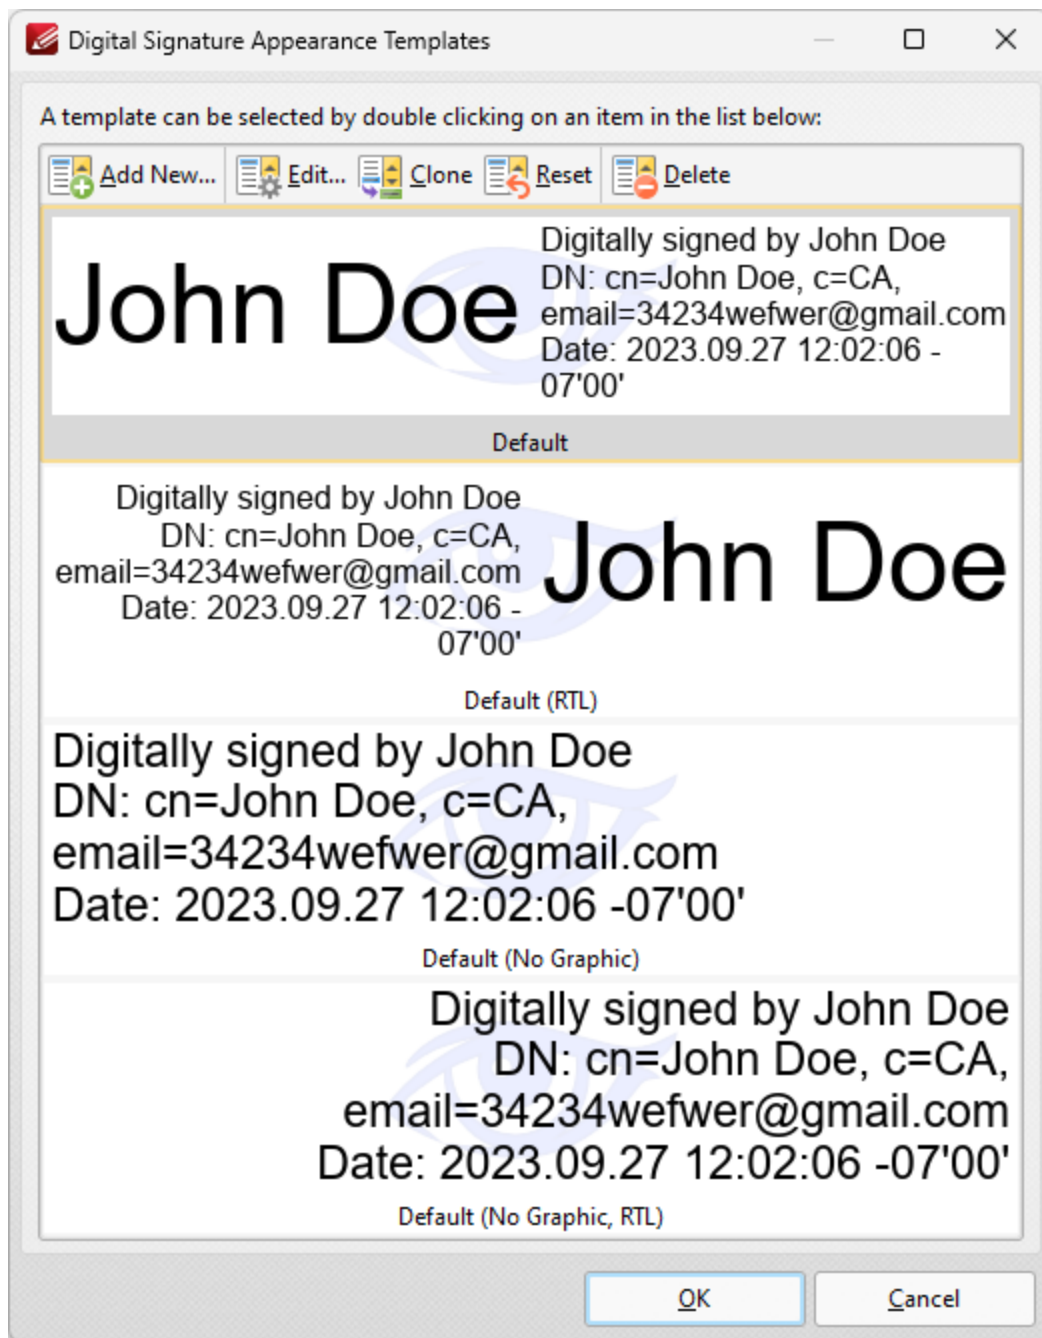 Digital Signature Appearance Templates
A template can be selected by double clicking on an item in the list below:
Add New... Edit... Clone Reset Delete
John Doe
Digitally signed by John Doe
DN: cn=John Doe, c=CA,
email=34234wefwer@gmail.com
Date: 2023.09.27 12:02:06 -
07'00'
Default
Digitally signed by John Doe
DN: cn=John Doe, c=CA,
email=34234wefwer@gmail.com
Date: 2023.09.27 12:02:06 -
07'00'
John Doe
Default (RTL)
Digitally signed by John Doe
DN: cn=John Doe, c=CA,
email=34234wefwer@gmail.com
Date: 2023.09.27 12:02:06 -07'00'
Default (No Graphic)
Digitally signed by John Doe
DN: cn=John Doe, c=CA,
email=34234wefwer@gmail.com
Date: 2023.09.27 12:02:06 -07'00'
Default (No Graphic, RTL)
OK Cancel